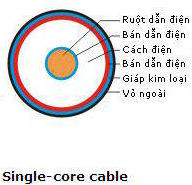 Ruột dẫn điện
Bán dẫn điện
Cách điện
Bán dẫn điện
Giáp kim loại
Vỏ ngoài
Single-core cable